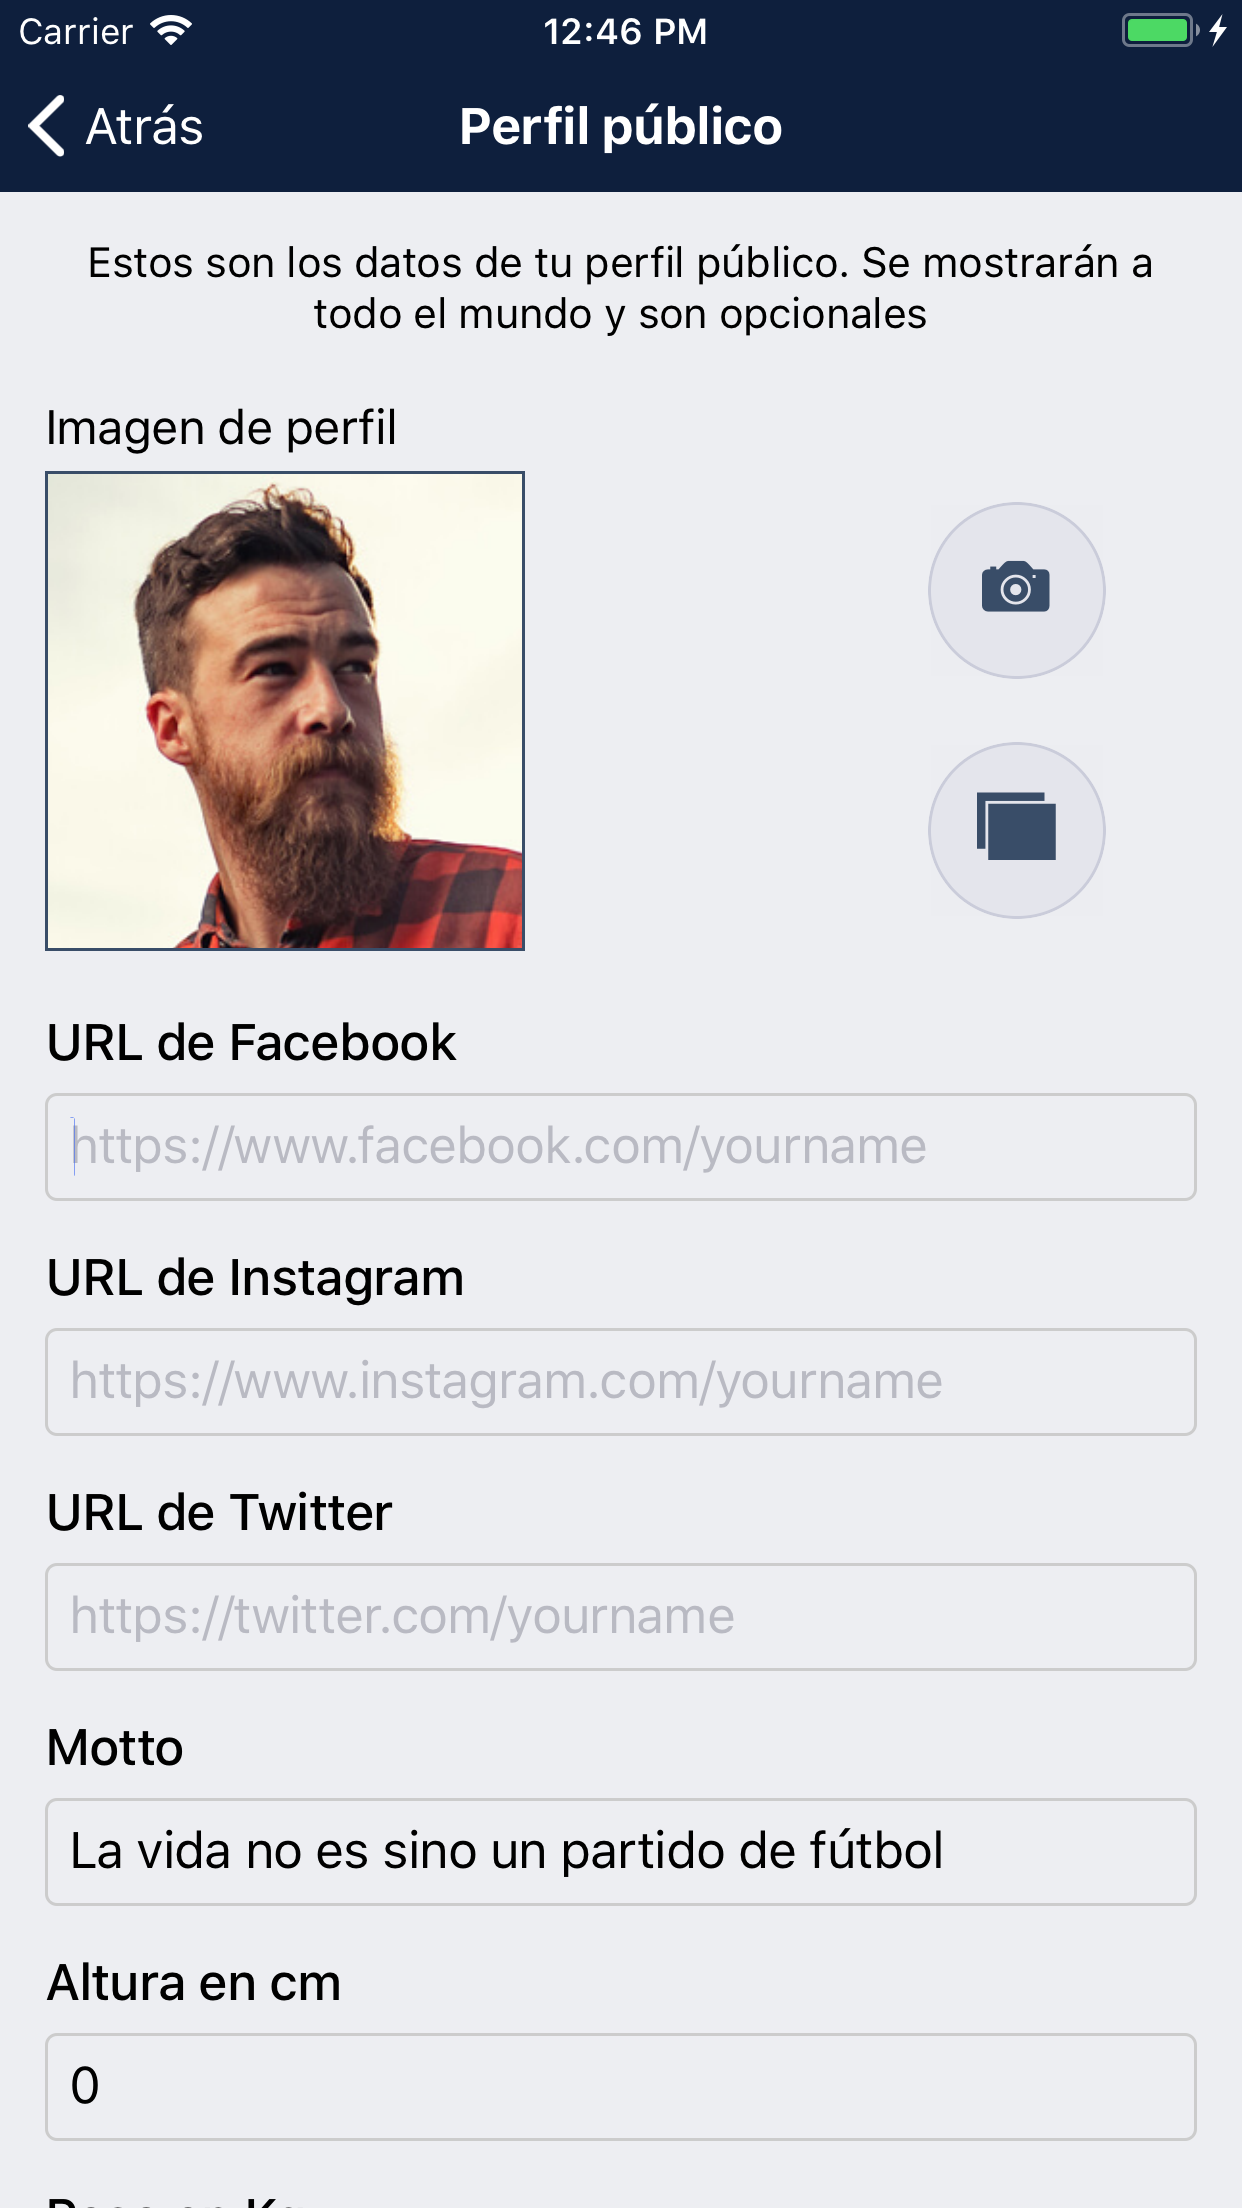 Carrier
12:46 PM
Atrás
Perfil público
Estos son los datos de tu perfil público. Se mostrarán a
todo el mundo y son opcionales
Imagen de perfil
URL de Facebook
https://www.facebook.com/yourname
URL de Instagram
https://www.instagram.com/yourname
URL de Twitter
https://twitter.com/yourname
Motto
La vida no es sino un partido de fútbol
Altura en cm
0